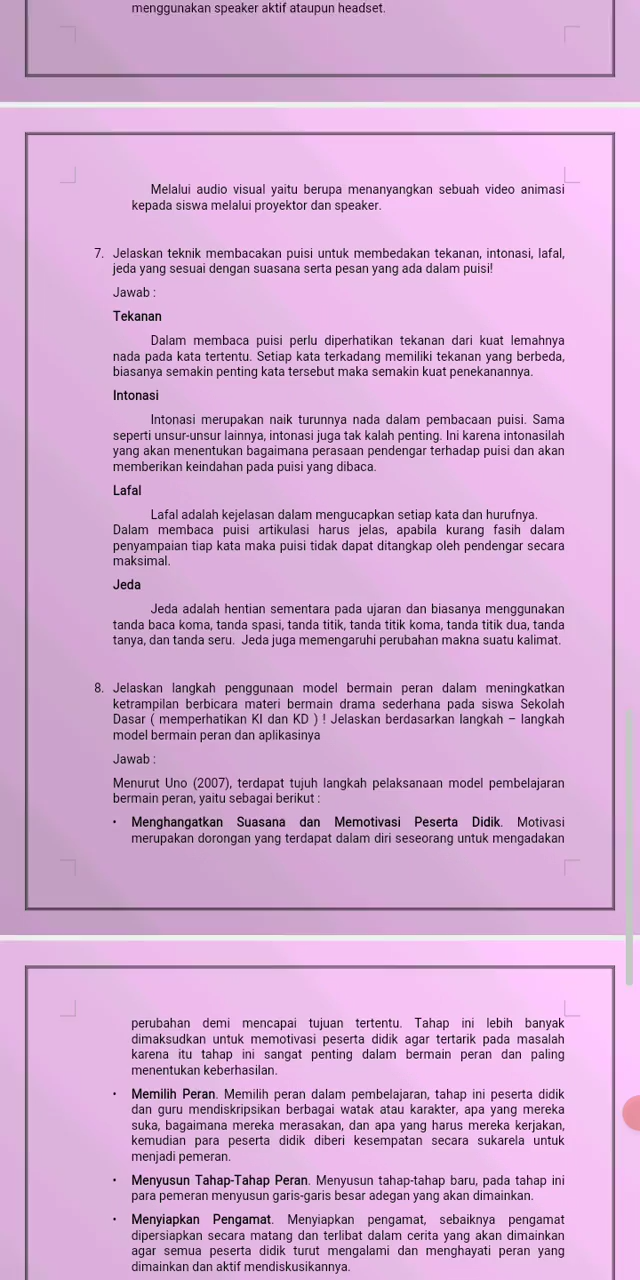 menggunakan speaker aktif ataupun headset.
Melalui audio visual yaitu berupa menanyangkan sebuah video animasi
kepada siswa melalui proyektor dan speaker.
7. Jelaskan teknik membacakan puisi untuk membedakan tekanan, intonasi, lafal,
jeda yang sesuai dengan suasana serta pesan yang ada dalam puisi!
Jawab :
Tekanan
Dalam membaca puisi perlu diperhatikan tekanan dari kuat lemahnya
nada pada kata tertentu. Setiap kata terkadang memiliki tekanan yang berbeda,
biasanya semakin penting kata tersebut maka semakin kuat penekanannya.
Intonasi
Intonasi merupakan naik turunnya nada dalam pembacaan puisi. Sama
seperti unsur-unsur lainnya, intonasi juga tak kalah penting. Ini karena intonasilah
yang akan menentukan bagaimana perasaan pendengar terhadap puisi dan akan
memberikan keindahan pada puisi yang dibaca.
Lafal
Lafal adalah kejelasan dalam mengucapkan setiap kata dan hurufnya.
Dalam membaca puisi artikulasi harus jelas, apabila kurang fasih dalam
penyampaian tiap kata maka puisi tidak dapat ditangkap oleh pendengar secara
maksimal.
Jeda
Jeda adalah hentian sementara pada ujaran dan biasanya menggunakan
tanda baca koma, tanda spasi, tanda titik, tanda titik koma, tanda titik dua, tanda
tanya, dan tanda seru. Jeda juga memengaruhi perubahan makna suatu kalimat.
8. Jelaskan langkah penggunaan model bermain peran dalam meningkatkan
ketrampilan berbicara materi bermain drama sederhana pada siswa Sekolah
Dasar ( memperhatikan KI dan KD ) ! Jelaskan berdasarkan langkah – langkah
model bermain peran dan aplikasinya
Jawab :
Menurut Uno (2007), terdapat tujuh langkah pelaksanaan model pembelajaran
bermain peran, yaitu sebagai berikut :
• Menghangatkan Suasana dan Memotivasi Peserta Didik. Motivasi
merupakan dorongan yang terdapat dalam diri seseorang untuk mengadakan
perubahan demi mencapai tujuan tertentu. Tahap ini lebih banyak
dimaksudkan untuk memotivasi peserta didik agar tertarik pada masalah
karena itu tahap ini sangat penting dalam bermain peran dan paling
menentukan keberhasilan.
• Memilih Peran. Memilih peran dalam pembelajaran, tahap ini peserta didik
dan guru mendiskripsikan berbagai watak atau karakter, apa yang mereka
suka, bagaimana mereka merasakan, dan apa yang harus mereka kerjakan,
kemudian para peserta didik diberi kesempatan secara sukarela untuk
menjadi pemeran.
• Menyusun Tahap-Tahap Peran. Menyusun tahap-tahap baru, pada tahap ini
para pemeran menyusun garis-garis besar adegan yang akan dimainkan.
• Menyiapkan Pengamat. Menyiapkan pengamat, sebaiknya pengamat
dipersiapkan secara matang dan terlibat dalam cerita yang akan dimainkan
agar semua peserta didik turut mengalami dan menghayati peran yang
dimainkan dan aktif mendiskusikannya.